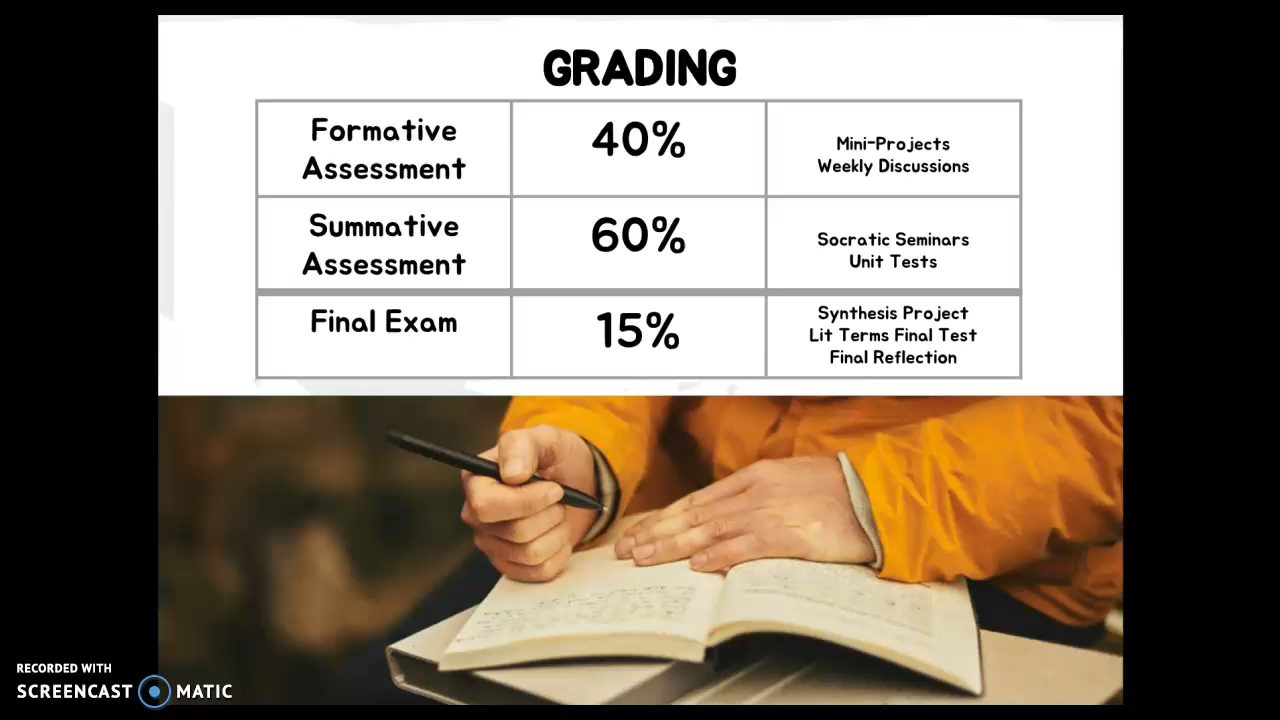 GRADING
Formative
Assessment
40%
Mini-Projects
Weekly Discussions
Summative
Assessment
60%
Socratic Seminars
Unit Tests
Final Exam
15%
Synthesis Project
Lit Terms Final Test
Final Reflection
RECORDED WITH
SCREENCAST MATIC